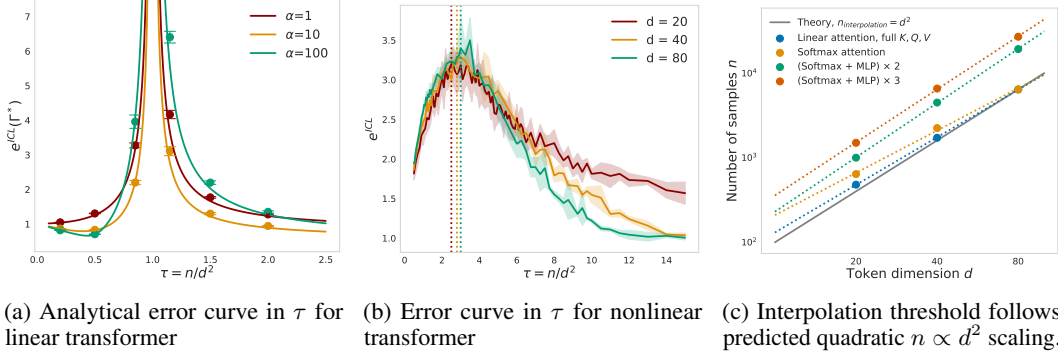 7
6
5
4
3
2
1
0.0
0.5
1.0
1.5
2.0
2.5
e^{ICL}(Γ*)
τ = n/d²
α=1
α=10
α=100
3.5
3.0
2.5
2.0
1.5
1.0
0
2
4
6
8
10
12
14
e^{ICL}
τ = n/d²
d = 20
d = 40
d = 80
10⁴
10³
10²
20
40
80
Number of samples n
Token dimension d
Theory, n_{interpolation} = d²
Linear attention, full K, Q, V
Softmax attention
(Softmax + MLP) × 2
(Softmax + MLP) × 3
(a) Analytical error curve in τ for
linear transformer
(b) Error curve in τ for nonlinear
transformer
(c) Interpolation threshold follows
predicted quadratic n ∝ d² scaling.